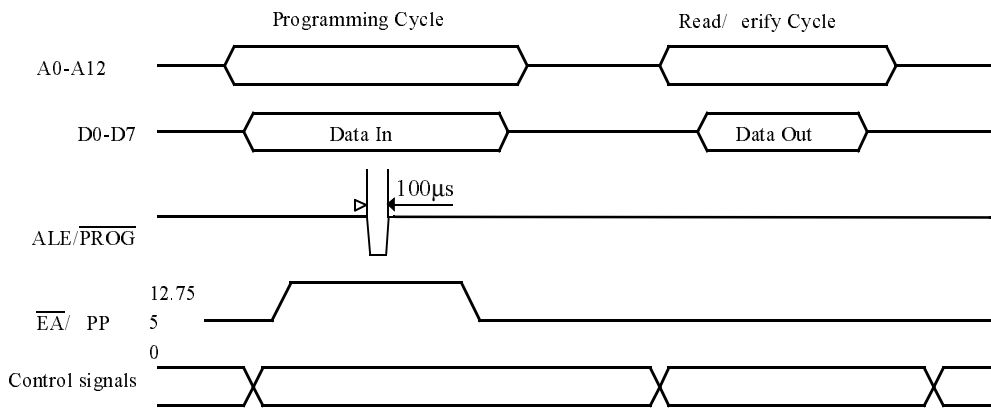 Programming Cycle
Read/ erify Cycle
A0-A12
D0-D7
Data In
Data Out
100µs
ALE/PROG
12.75
EA/ PP
5
0
Control signals